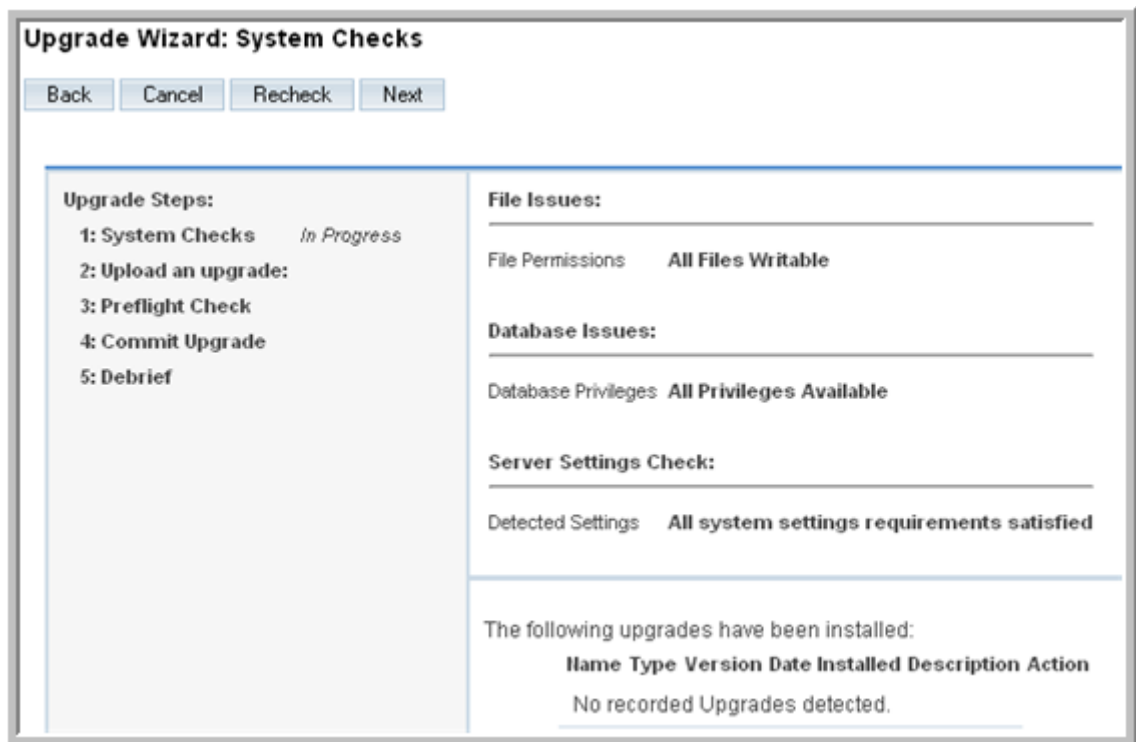 Upgrade Wizard: System Checks
Back Cancel Recheck Next
Upgrade Steps:
1: System Checks In Progress
2: Upload an upgrade:
3: Preflight Check
4: Commit Upgrade
5: Debrief
File Issues:
File Permissions All Files Writable
Database Issues:
Database Privileges All Privileges Available
Server Settings Check:
Detected Settings All system settings requirements satisfied
The following upgrades have been installed:
Name Type Version Date Installed Description Action
No recorded Upgrades detected.